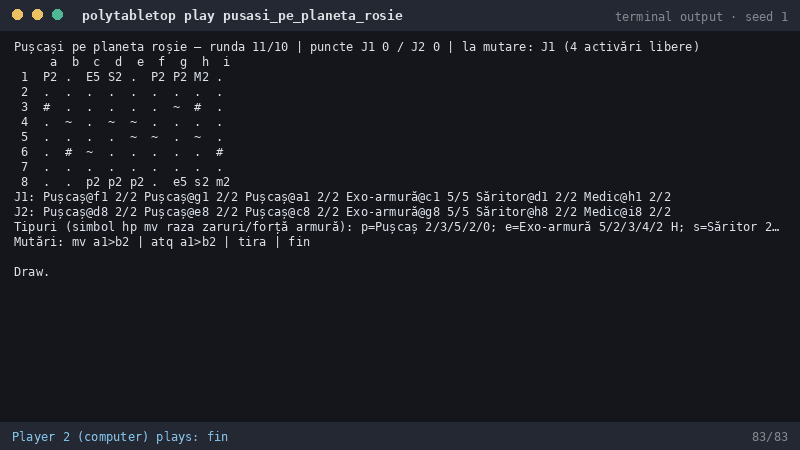 polytabletop play pusasi_pe_planeta_rosie
terminal output · seed 1
Pușcași pe planeta roșie — runda 11/10 | puncte J1 0 / J2 0 | la mutare: J1 (4 activări libere)
a b c d e f g h i
1 P2 . E5 S2 . P2 P2 M2 .
2 . . . . . . . . .
3 # . . . . . ~ # .
4 . ~ . ~ ~ . . . .
5 . . . . ~ ~ . ~ .
6 . # ~ . . . . . #
7 . . . . . . . . .
8 . . p2 p2 p2 . e5 s2 m2
J1: Pușcaș@f1 2/2 Pușcaș@g1 2/2 Pușcaș@a1 2/2 Exo-armură@c1 5/5 Săritor@d1 2/2 Medic@h1 2/2
J2: Pușcaș@d8 2/2 Pușcaș@e8 2/2 Pușcaș@c8 2/2 Exo-armură@g8 5/5 Săritor@h8 2/2 Medic@i8 2/2
Tipuri (simbol hp mv raza zaruri/forță armură): p=Pușcaș 2/3/5/2/0; e=Exo-armură 5/2/3/4/2 H; s=Săritor 2…
Mutări: mv a1>b2 | atq a1>b2 | tira | fin
Draw.
Player 2 (computer) plays: fin
83/83